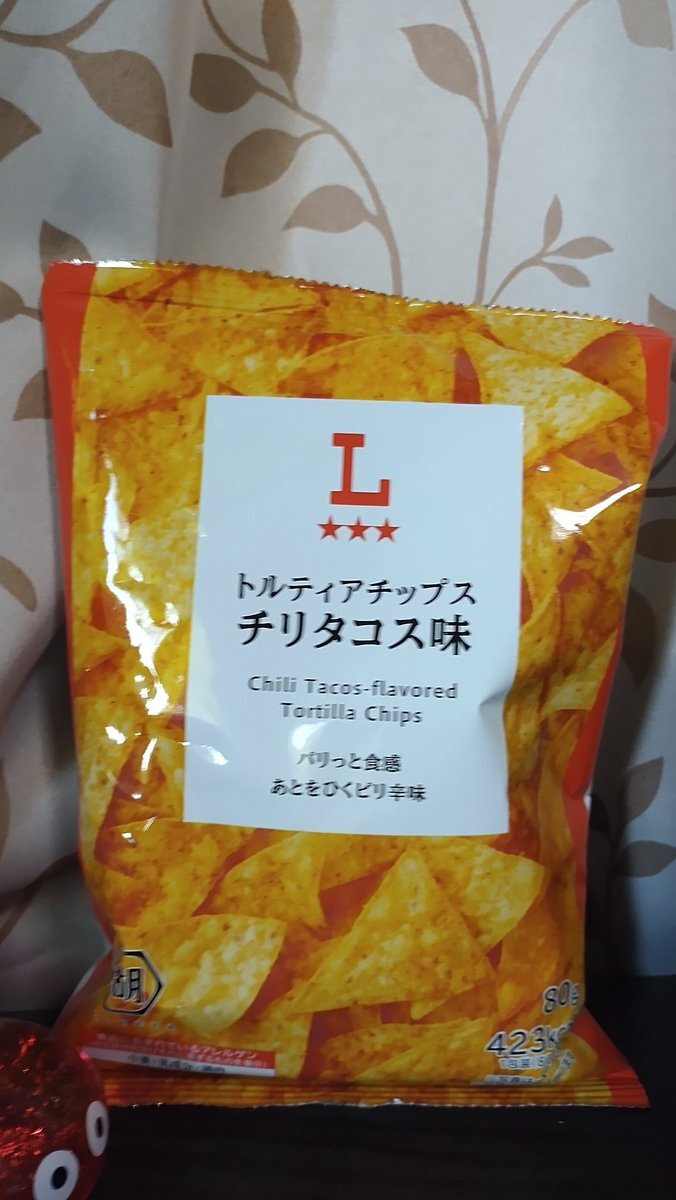 L
★★★
トルティアチップス
チリタコス味
Chili Tacos-flavored
Tortilla Chips
パリっと食感
あとをひくピリ辛味
80g
423